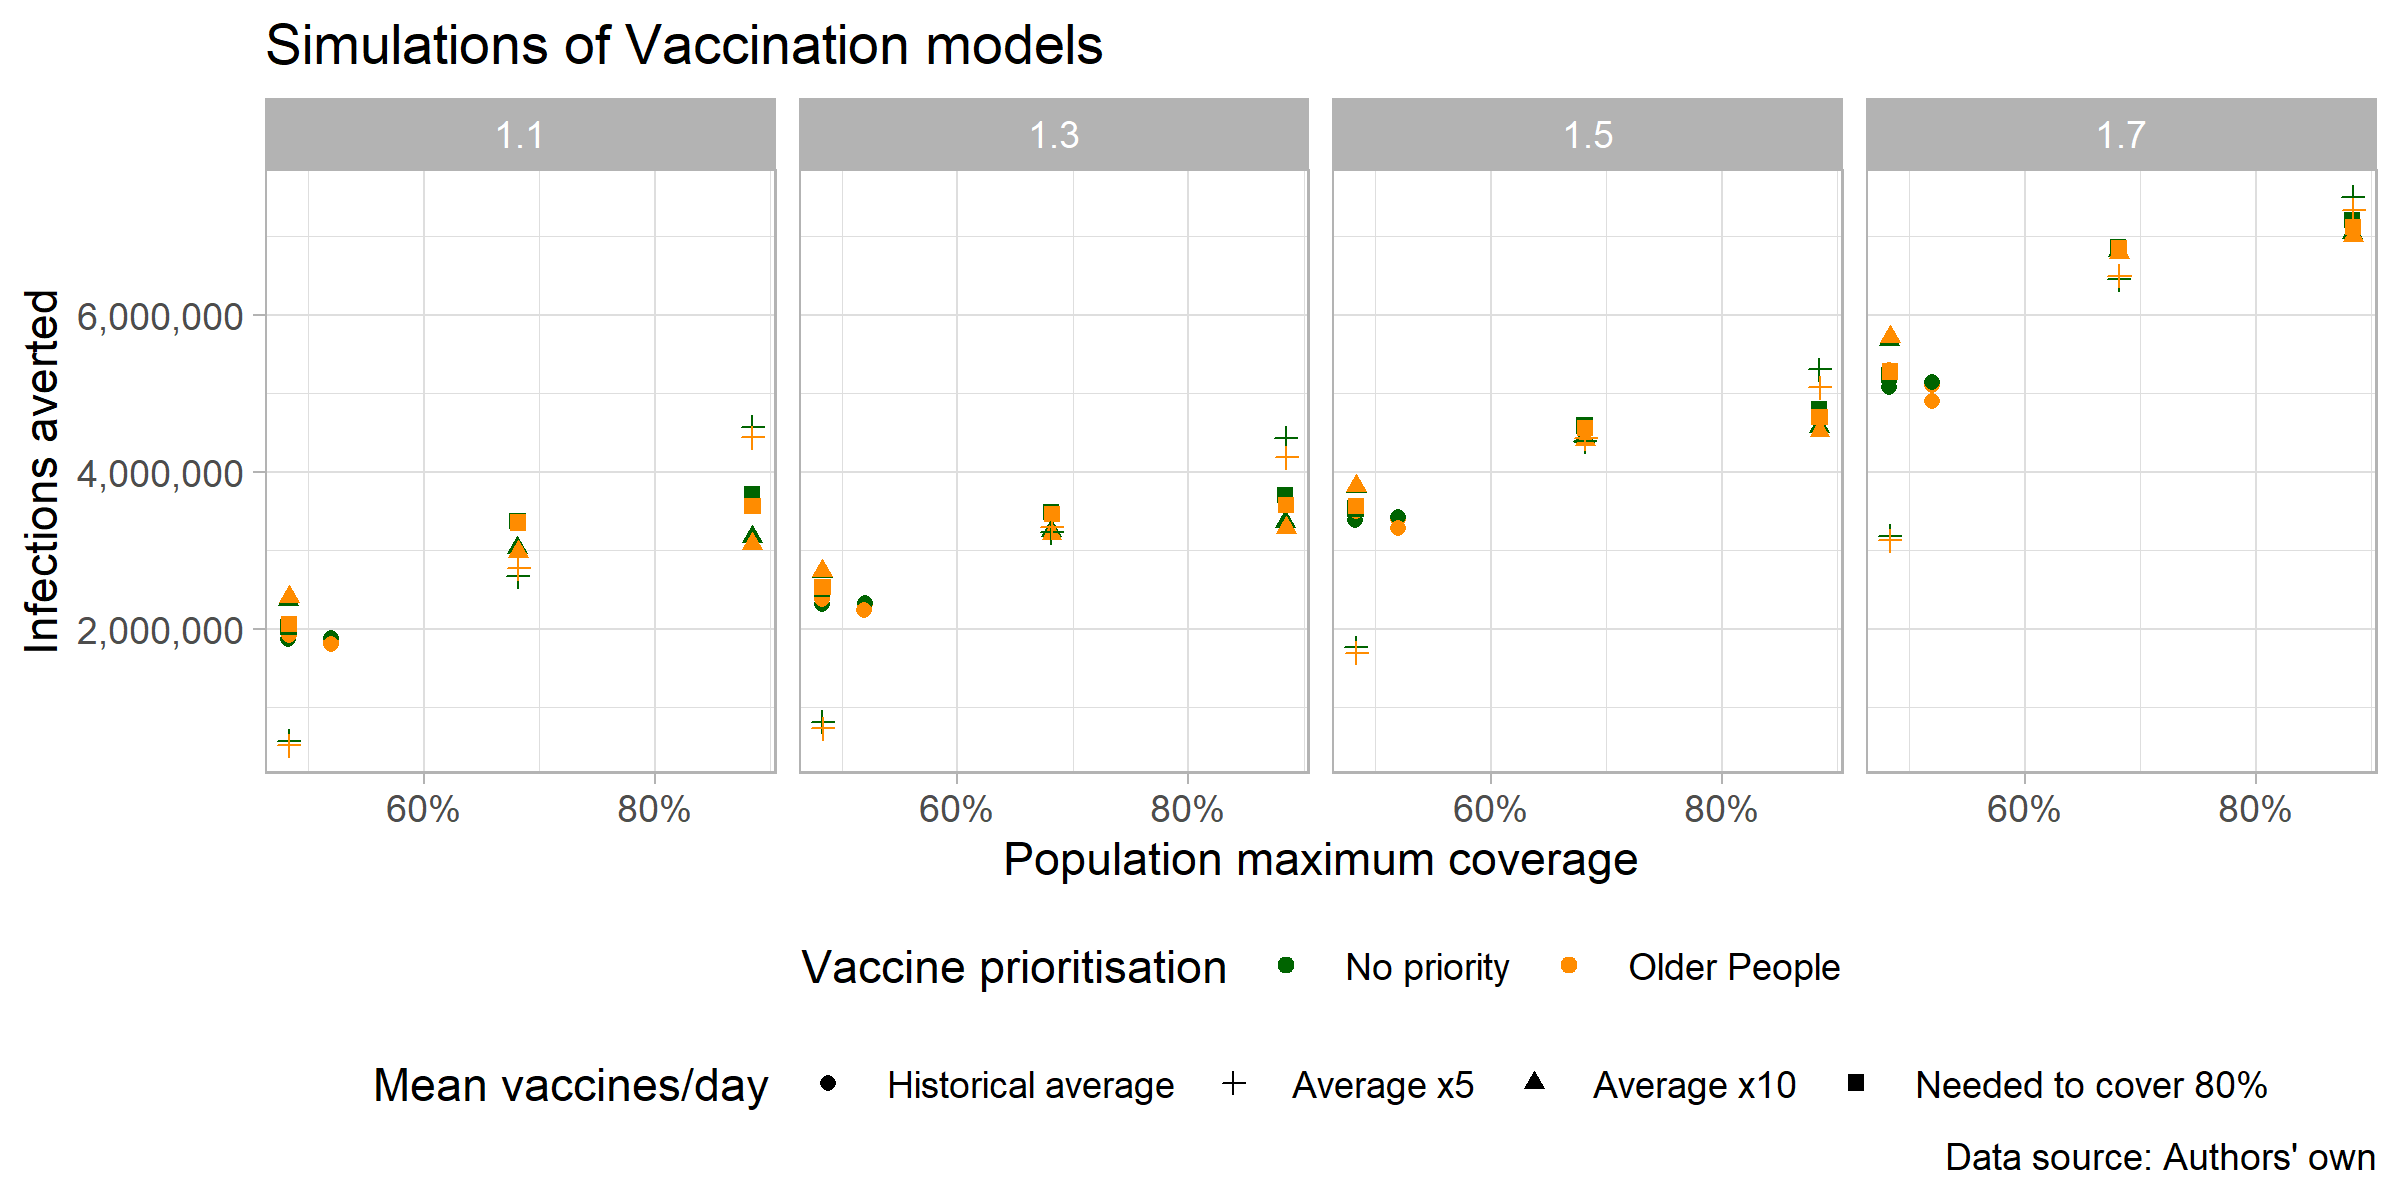 Simulations of Vaccination models
1.1 1.3 1.5 1.7
Infections averted
6,000,000
4,000,000
2,000,000
60% 80% 60% 80% 60% 80% 60% 80%
Population maximum coverage
Vaccine prioritisation No priority Older People
Mean vaccines/day Historical average Average x5 Average x10 Needed to cover 80%
Data source: Authors' own